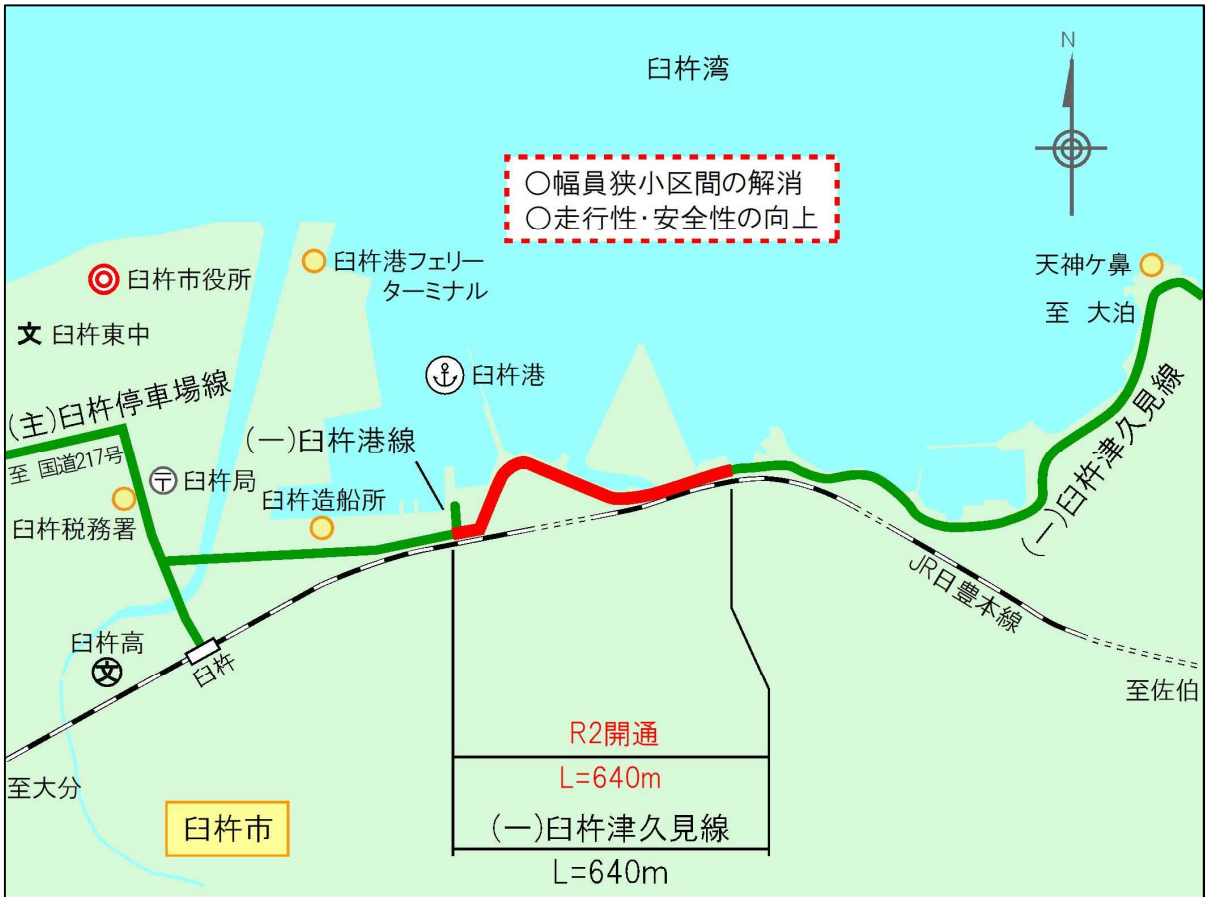 臼杵湾
N
○幅員狭小区間の解消
○走行性・安全性の向上
臼杵市役所
臼杵港フェリー
ターミナル
天神ケ鼻
至 大泊
文 臼杵東中
臼杵港
(主)臼杵停車場線
至 国道217号
(一)臼杵港線
(一)臼杵津久見線
〒 臼杵局
臼杵税務署
臼杵造船所
JR日豊本線
臼杵高
文
臼杵
至佐伯
至大分
R2開通
L=640m
臼杵市
(一)臼杵津久見線
L=640m